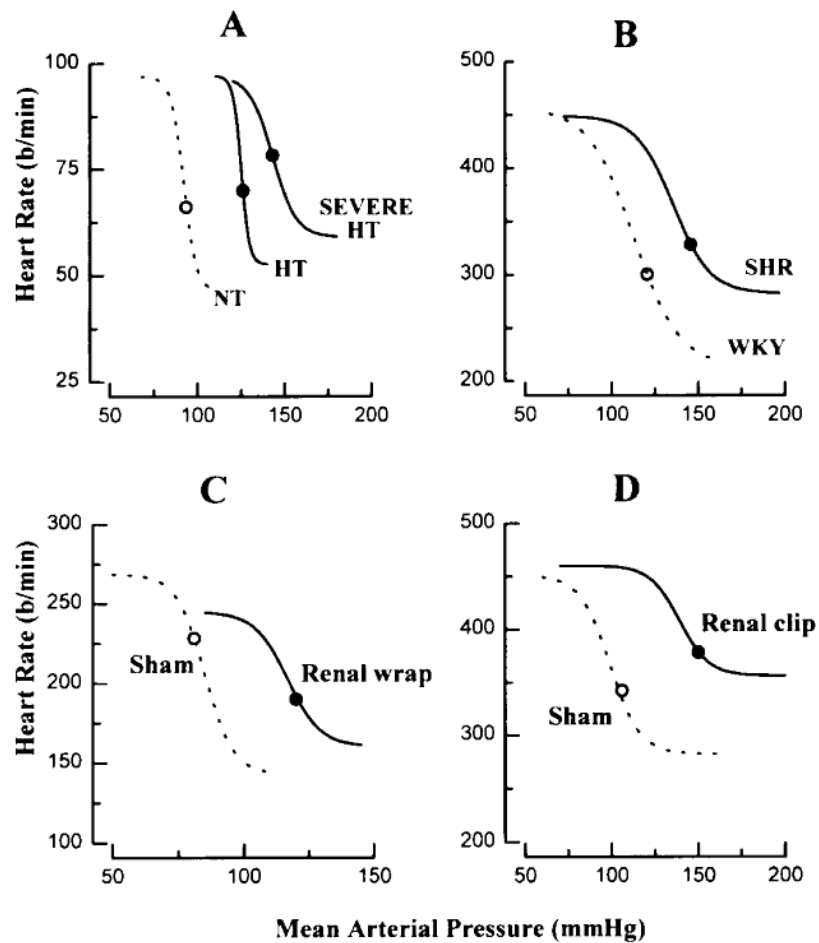 A
B
Heart Rate (b/min)
100
75
50
25
50
100
150
200
NT
HT
SEVERE
HT
500
400
300
200
50
100
150
200
SHR
WKY
C
D
Heart Rate (b/min)
300
250
200
150
100
50
100
150
Sham
Renal wrap
500
400
300
200
50
100
150
200
Sham
Renal clip
Mean Arterial Pressure (mmHg)